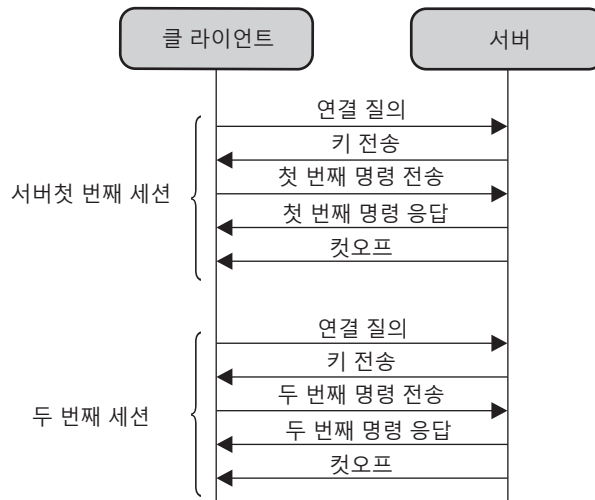 클 라이언트
서버
연결 질의
키 전송
첫 번째 명령 전송
서버첫 번째 세션
첫 번째 명령 응답
컷오프
연결 질의
키 전송
두 번째 명령 전송
두 번째 세션
두 번째 명령 응답
컷오프